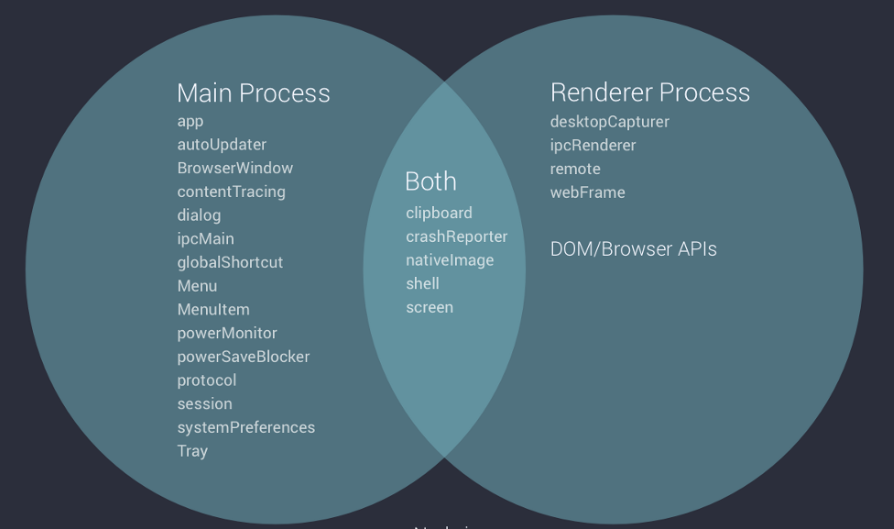 Main Process
app
autoUpdater
BrowserWindow
contentTracing
dialog
ipcMain
globalShortcut
Menu
MenuItem
powerMonitor
powerSaveBlocker
protocol
session
systemPreferences
Tray
Both
clipboard
crashReporter
nativeImage
shell
screen
Renderer Process
desktopCapturer
ipcRenderer
remote
webFrame
DOM/Browser APIs